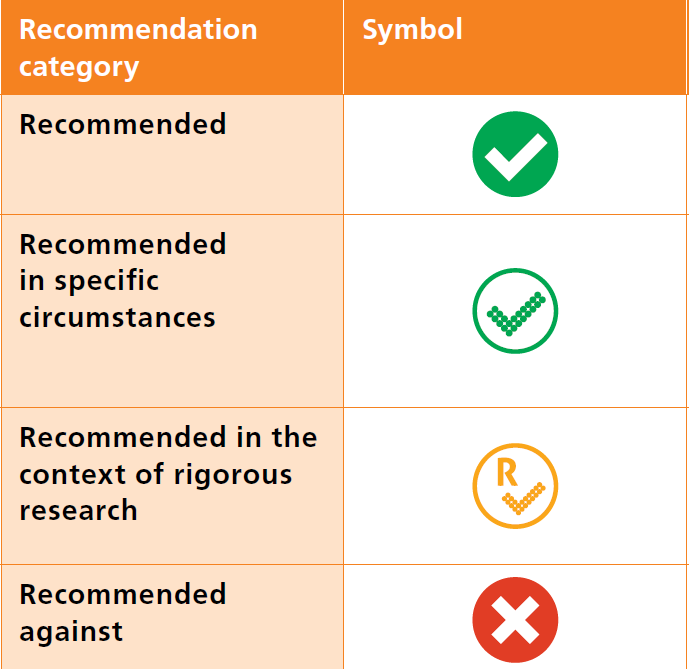 Recommendation
category
Symbol
Recommended
Recommended
in specific
circumstances
Recommended in the
context of rigorous
research
R
Recommended
against